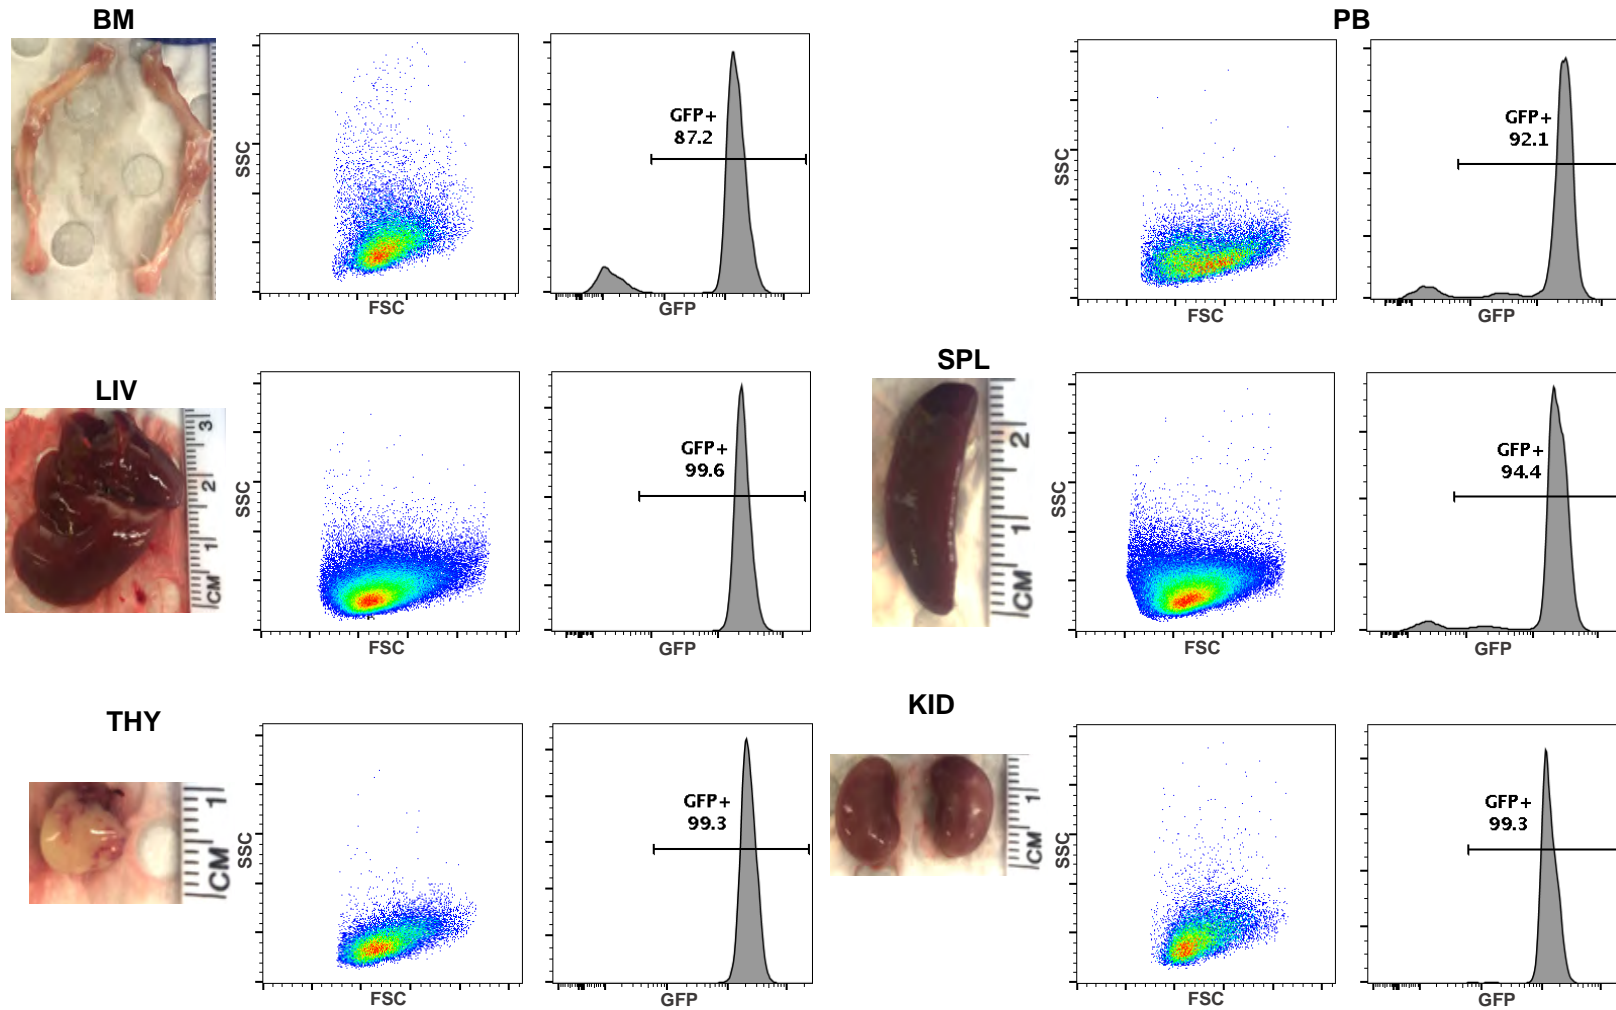 BM
PB
SSC
FSC
GFP+
87.2
GFP
SSC
FSC
GFP+
92.1
GFP
LIV
3
2
1
CM
SSC
FSC
GFP+
99.6
GFP
SPL
2
1
CM
SSC
FSC
GFP+
94.4
GFP
THY
1
CM
SSC
FSC
GFP+
99.3
GFP
KID
1
CM
SSC
FSC
GFP+
99.3
GFP